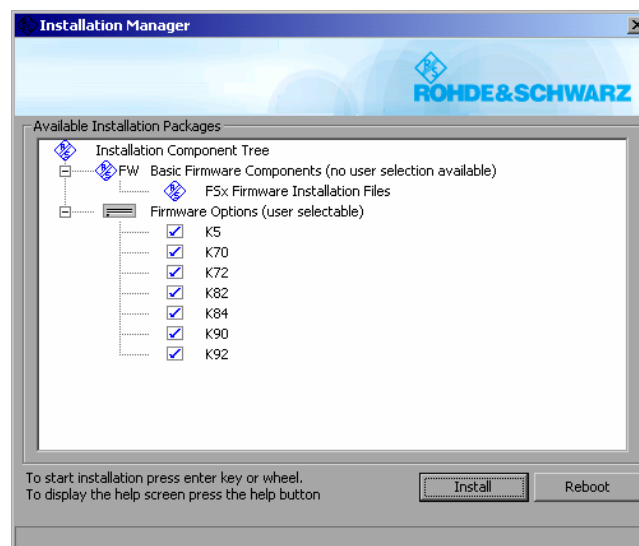 Installation Manager
R&S
ROHDE&SCHWARZ
Available Installation Packages
Installation Component Tree
FW Basic Firmware Components (no user selection available)
FSx Firmware Installation Files
Firmware Options (user selectable)
K5
K70
K72
K82
K84
K90
K92
To start installation press enter key or wheel.
To display the help screen press the help button
Install
Reboot